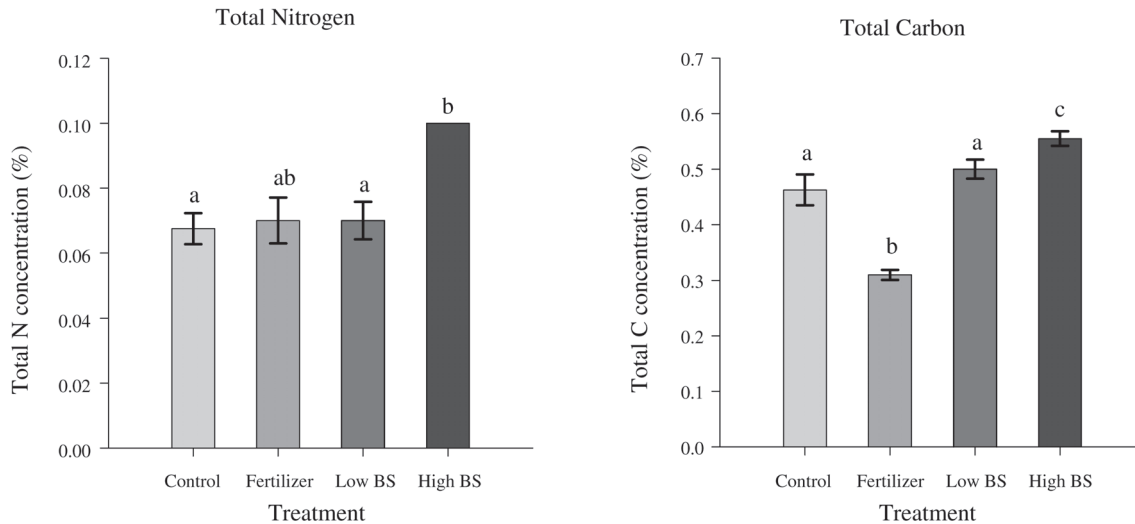 Total Nitrogen
Total N concentration (%)
0.12
0.10
0.08
0.06
0.04
0.02
0.00
a
ab
a
b
Control Fertilizer Low BS High BS
Treatment
Total Carbon
Total C concentration (%)
0.7
0.6
0.5
0.4
0.3
0.2
0.1
0.0
a
b
a
c
Control Fertilizer Low BS High BS
Treatment